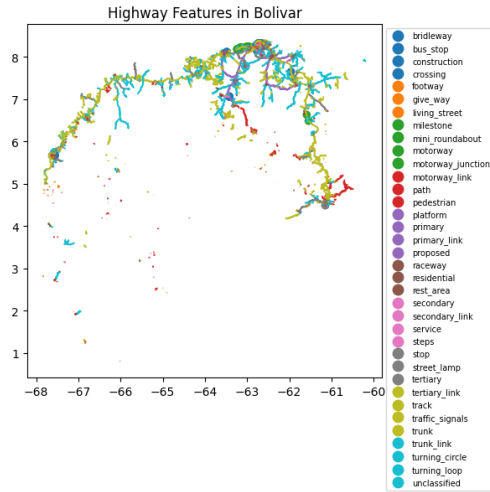 Highway Features in Bolivar
8
7
6
5
4
3
2
1
−68
−67
−66
−65
−64
−63
−62
−61
−60
bridleway
bus_stop
construction
crossing
footway
give_way
living_street
milestone
mini_roundabout
motorway
motorway_junction
motorway_link
path
pedestrian
platform
primary
primary_link
proposed
raceway
residential
rest_area
secondary
secondary_link
service
steps
stop
street_lamp
tertiary
tertiary_link
track
traffic_signals
trunk
trunk_link
turning_circle
turning_loop
unclassified